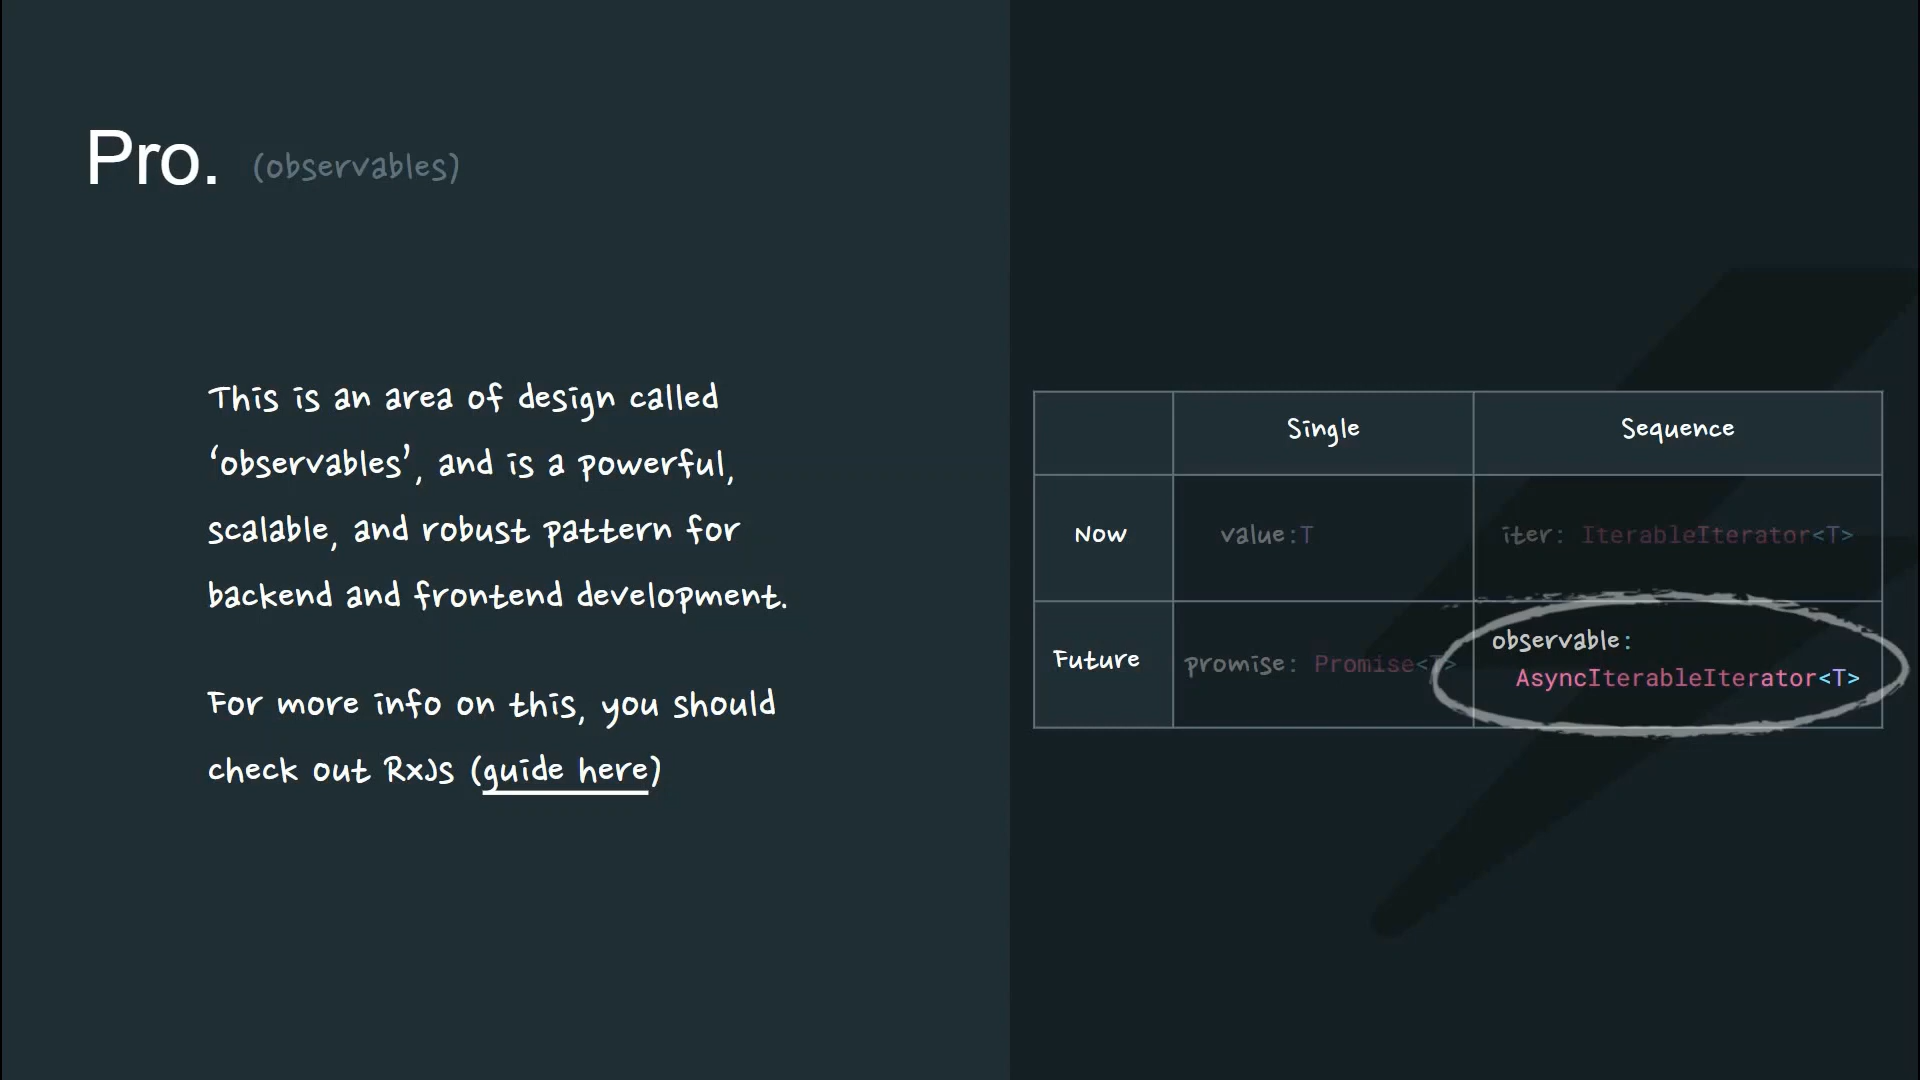 Pro. (observables)
This is an area of design called
‘observables’, and is a powerful,
scalable, and robust pattern for
backend and frontend development.
For more info on this, you should
check out RxJS (guide here)
Single Sequence
Now value:T iter: IterableIterator<T>
Future promise: Promise<T> observable:
AsyncIterableIterator<T>